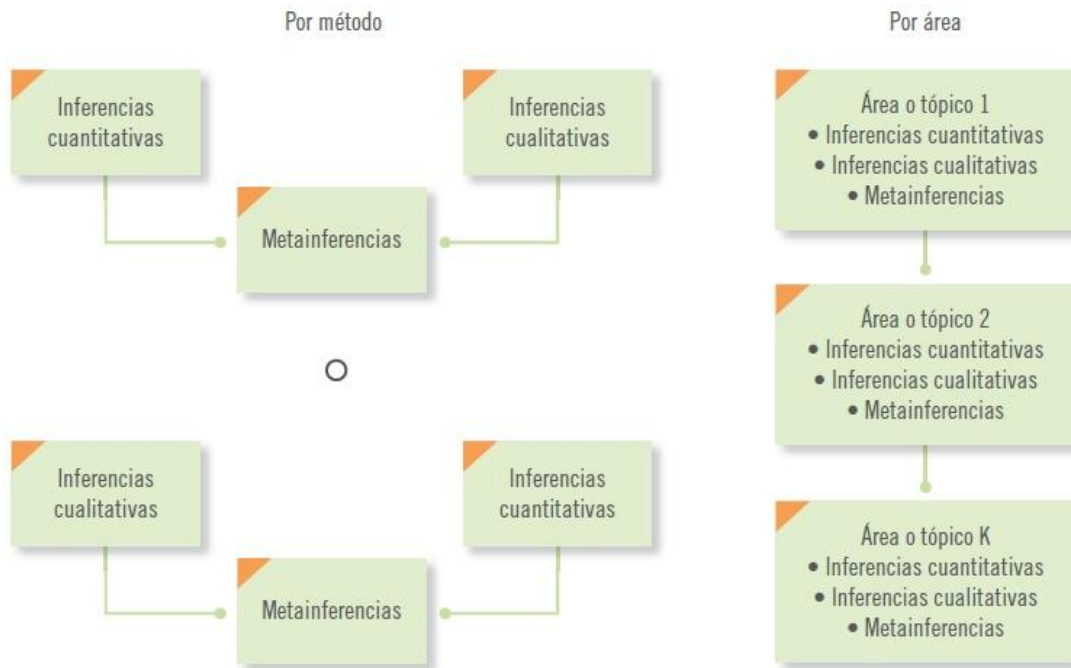 Por método
Inferencias
cuantitativas
Inferencias
cualitativas
Metainferencias
O
Inferencias
cualitativas
Inferencias
cuantitativas
Metainferencias
Por área
Área o tópico 1
• Inferencias cuantitativas
• Inferencias cualitativas
• Metainferencias
Área o tópico 2
• Inferencias cuantitativas
• Inferencias cualitativas
• Metainferencias
Área o tópico K
• Inferencias cuantitativas
• Inferencias cualitativas
• Metainferencias